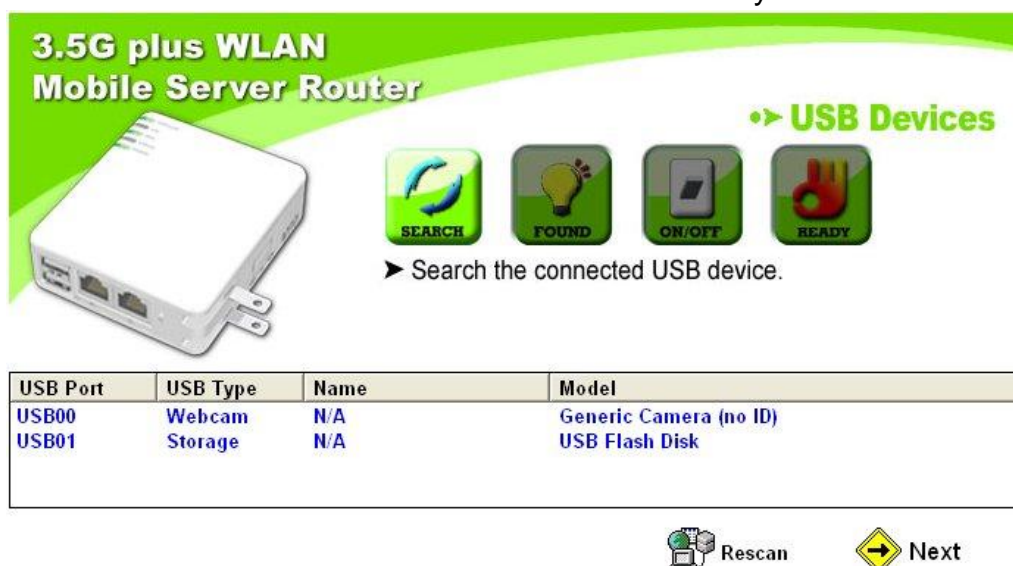 3.5G plus WLAN
Mobile Server Router
USB Devices
SEARCH FOUND ON/OFF READY
➤ Search the connected USB device.
USB Port USB Type Name Model
USB00 Webcam N/A Generic Camera (no ID)
USB01 Storage N/A USB Flash Disk
Rescan Next